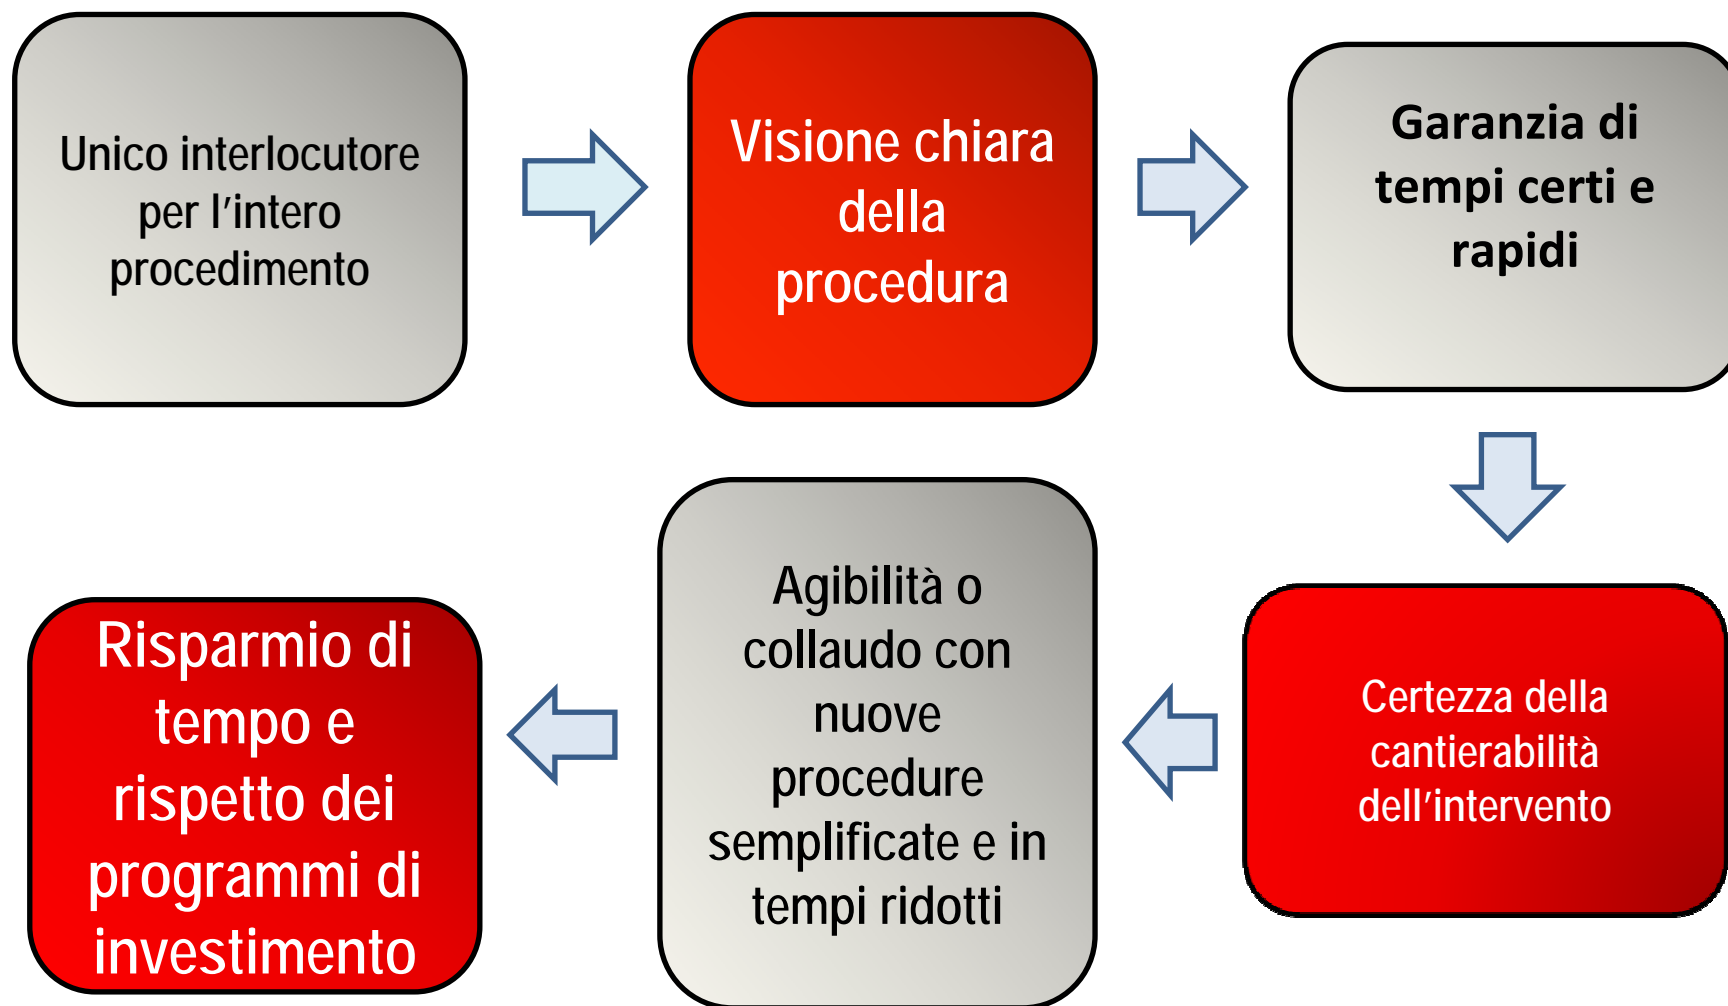 Unico interlocutore
per l'intero
procedimento
Visione chiara
della
procedura
Garanzia di
tempi certi e
rapidi
Certezza della
cantierabilità
dell'intervento
Agibilità o
collaudo con
nuove
procedure
semplificate e in
tempi ridotti
Risparmio di
tempo e
rispetto dei
programmi di
investimento